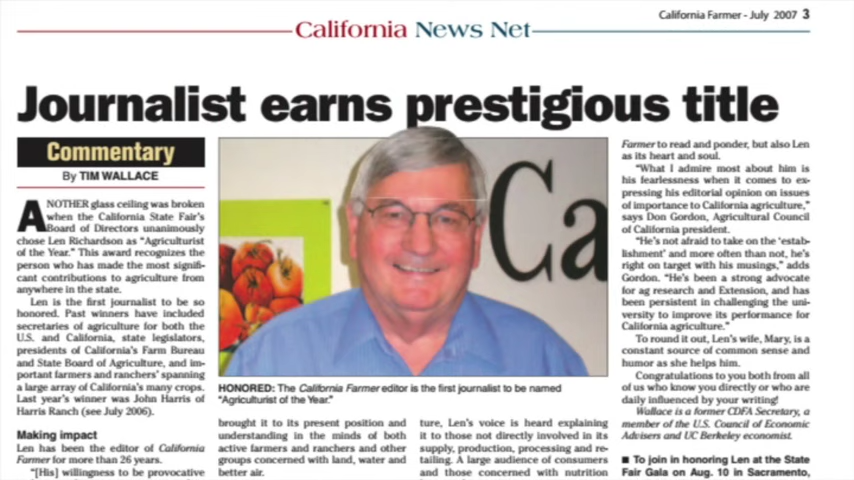 California Farmer - July 2007 3
California News Net
Journalist earns prestigious title
Commentary
By TIM WALLACE
ANOTHER glass ceiling was broken
when the California State Fair's
Board of Directors unanimously
chose Len Richardson as "Agriculturist
of the Year." This award recognizes the
person who has made the most signifi-
cant contributions to agriculture from
anywhere in the state.
Len is the first journalist to be so
honored. Past winners have included
secretaries of agriculture for both the
U.S. and California, state legislators,
presidents of California's Farm Bureau
and State Board of Agriculture, and im-
portant farmers and ranchers' spanning
a large array of California's many crops.
Last year's winner was John Harris of
Harris Ranch (see July 2006).
Making impact
Len has been the editor of California
Farmer for more than 26 years.
"[His] willingness to be provocative
Ca
HONORED: The California Farmer editor is the first journalist to be named
"Agriculturist of the Year."
brought it to its present position and
understanding in the minds of both
active farmers and ranchers and other
groups concerned with land, water and
better air.
ture, Len's voice is heard explaining
it to those not directly involved in its
supply, production, processing and re-
tailing. A large audience of consumers
and those concerned with nutrition
Farmer to read and ponder, but also Len
as its heart and soul.
"What I admire most about him is
his fearlessness when it comes to ex-
pressing his editorial opinion on issues
of importance to California agriculture,"
says Don Gordon, Agricultural Council
of California president.
"He's not afraid to take on the 'estab-
lishment' and more often than not, he's
right on target with his musings," adds
Gordon. "He's been a strong advocate
for ag research and Extension, and has
been persistent in challenging the uni-
versity to improve its performance for
California agriculture."
To round it out, Len's wife, Mary, is a
constant source of common sense and
humor as she helps him.
Congratulations to you both from all
of us who know you directly or who are
daily influenced by your writing!
Wallace is a former CDFA Secretary, a
member of the U.S. Council of Economic
Advisers and UC Berkeley economist.
■ To join in honoring Len at the State
Fair Gala on Aug. 10 in Sacramento,